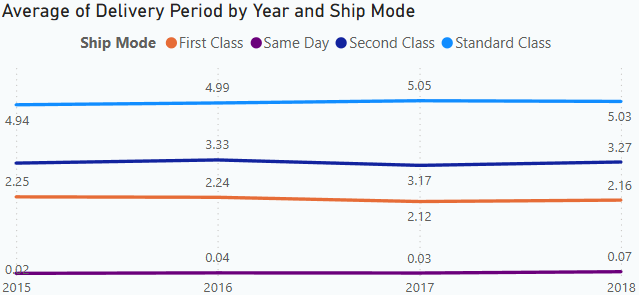 Average of Delivery Period by Year and Ship Mode
Ship Mode First Class Same Day Second Class Standard Class
4.99 5.05
4.94 5.03
3.33 3.17 3.27
2.25 2.24 2.12 2.16
0.02 0.04 0.03 0.07
2015 2016 2017 2018